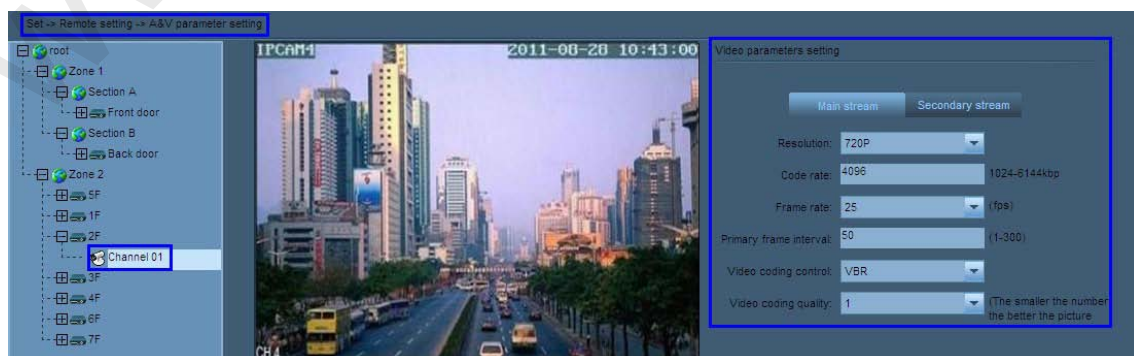 Set -> Remote setting -> A&V parameter setting
root
Zone 1
Section A
Front door
Section B
Back door
Zone 2
5F
1F
2F
Channel 01
3F
4F
6F
7F
IPCAM4 2011-08-28 10:43:00
CH4
Video parameters setting
Main stream Secondary stream
Resolution: 720P
Code rate: 4096 1024-6144kbp
Frame rate: 25 (fps)
Primary frame interval: 50 (1-300)
Video coding control: VBR
Video coding quality: 1 (The smaller the number
the better the picture